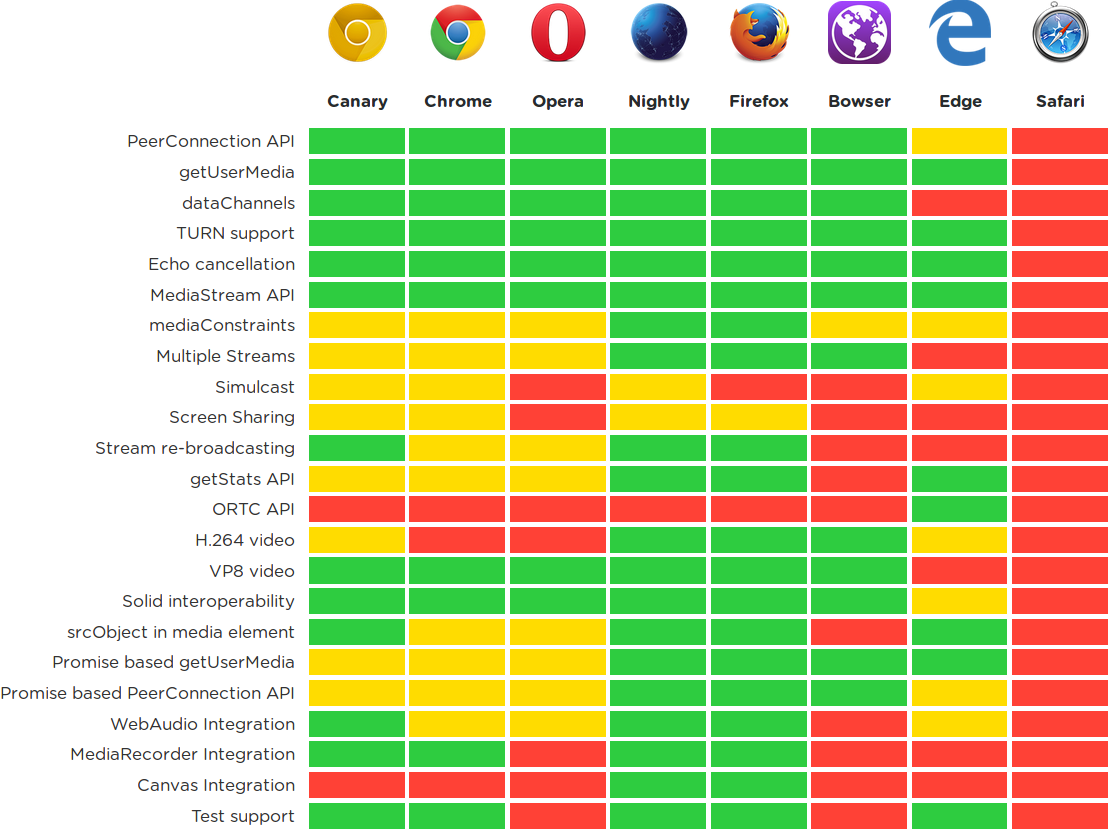 Canary Chrome Opera Nightly Firefox Bowser Edge Safari
PeerConnection API
getUserMedia
dataChannels
TURN support
Echo cancellation
MediaStream API
mediaConstraints
Multiple Streams
Simulcast
Screen Sharing
Stream re-broadcasting
getStats API
ORTC API
H.264 video
VP8 video
Solid interoperability
srcObject in media element
Promise based getUserMedia
Promise based PeerConnection API
WebAudio Integration
MediaRecorder Integration
Canvas Integration
Test support